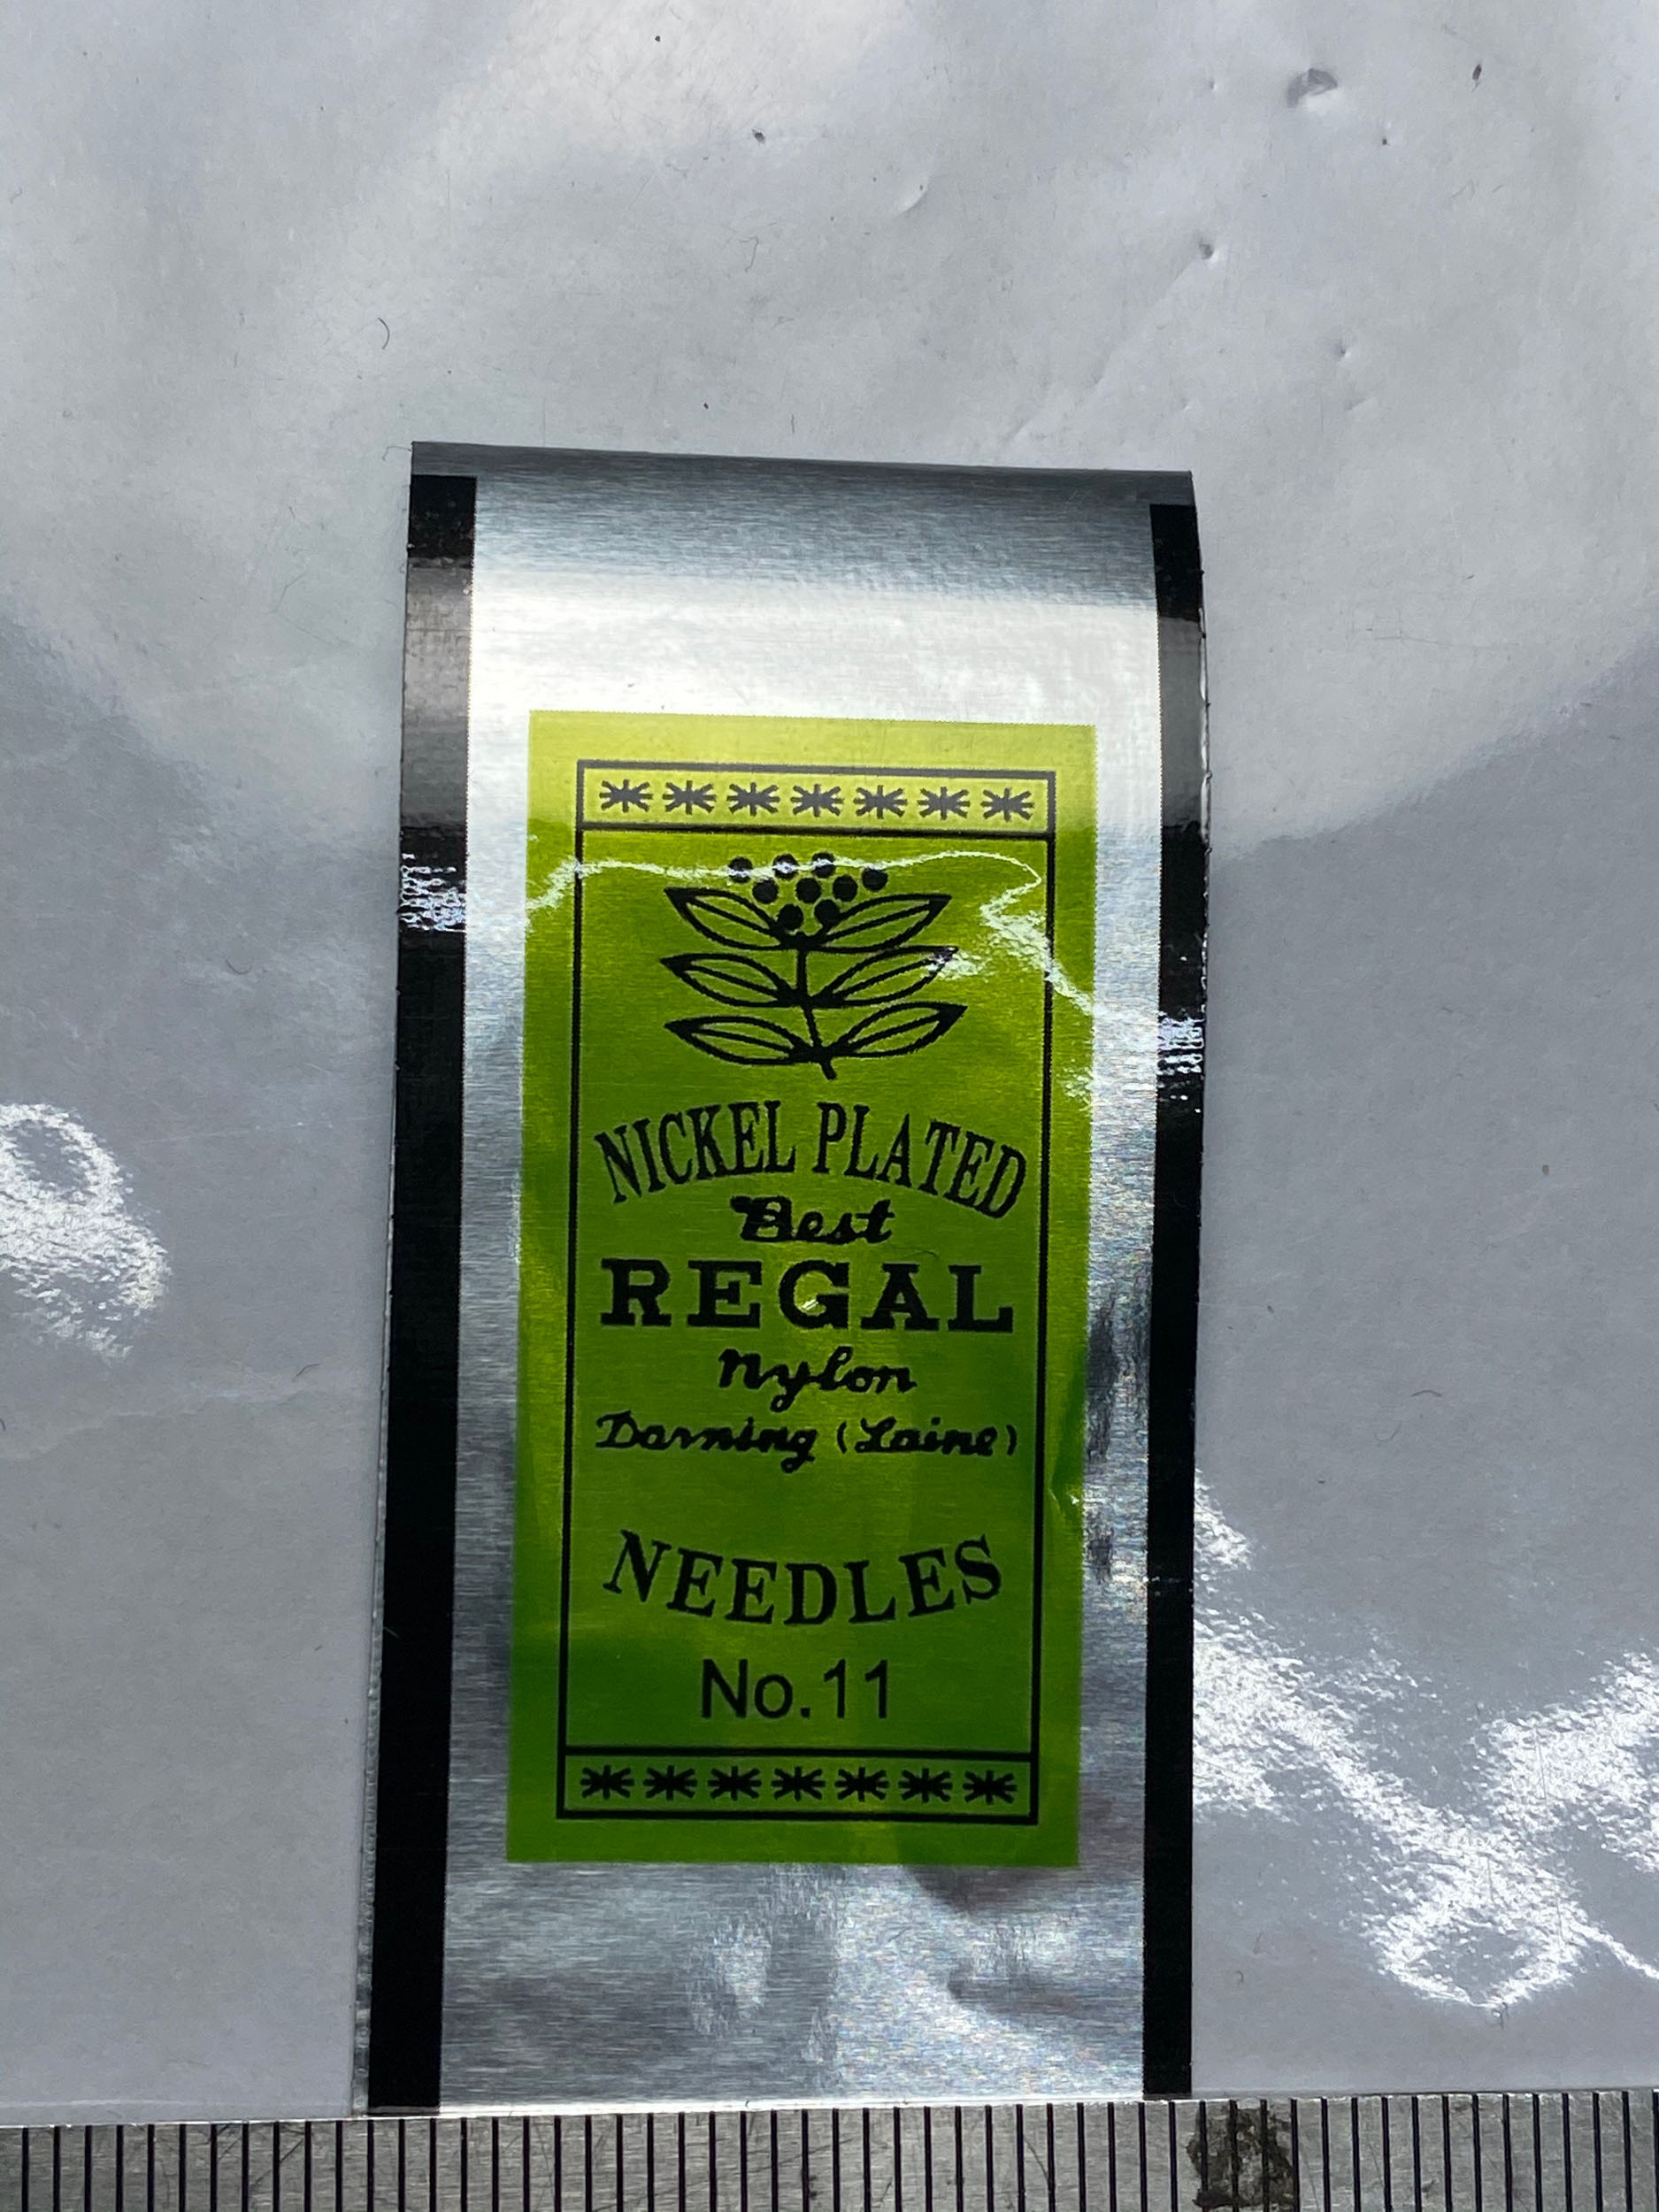 NICKEL PLATED
Best
REGAL
Nylon
Darning (Laine)
NEEDLES
No.11